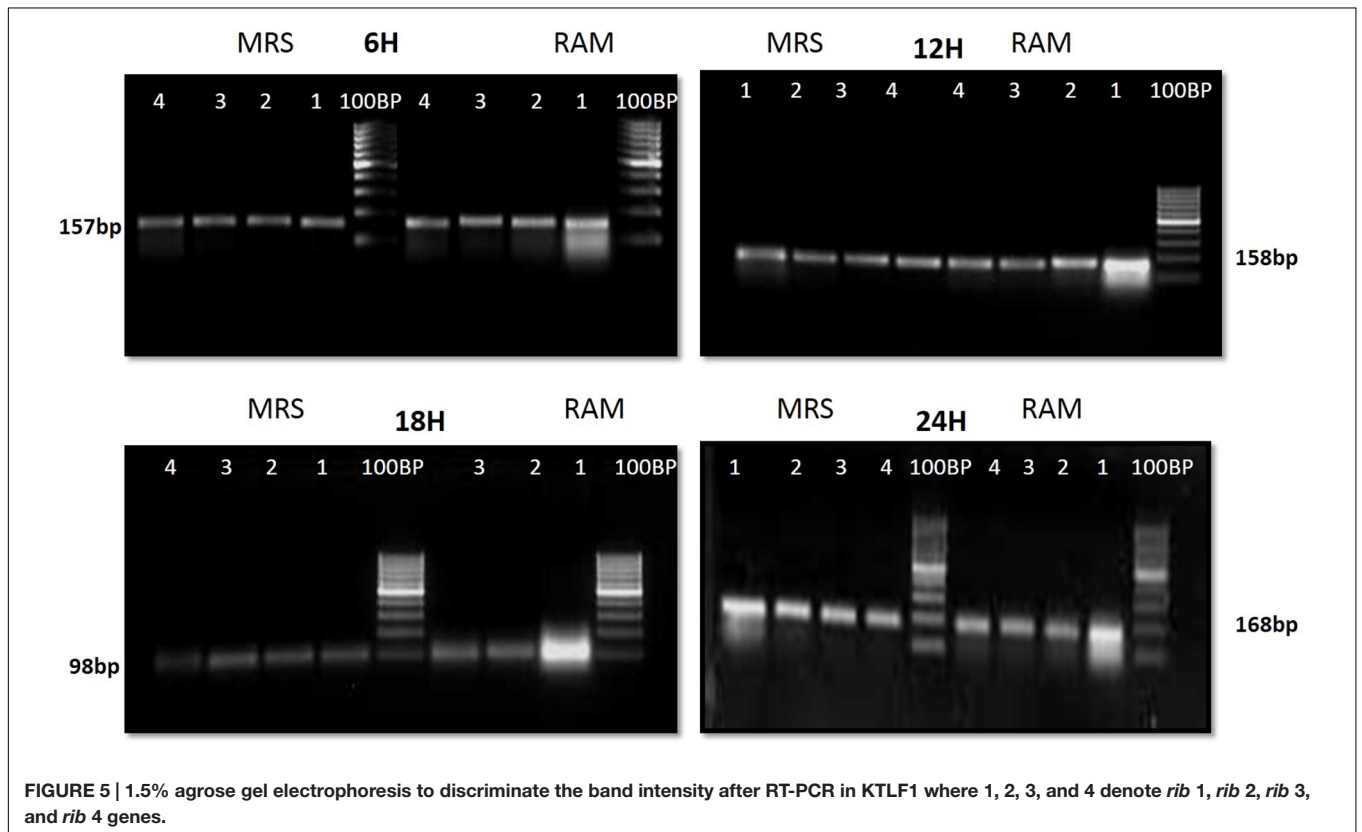 MRS 6H RAM
4 3 2 1 100BP 4 3 2 1 100BP
157bp
MRS 12H RAM
1 2 3 4 4 3 2 1 100BP
158bp
MRS 18H RAM
4 3 2 1 100BP 3 2 1 100BP
98bp
MRS 24H RAM
1 2 3 4 100BP 4 3 2 1 100BP
168bp
FIGURE 5 | 1.5% agrose gel electrophoresis to discriminate the band intensity after RT-PCR in KTLF1 where 1, 2, 3, and 4 denote rib 1, rib 2, rib 3,
and rib 4 genes.